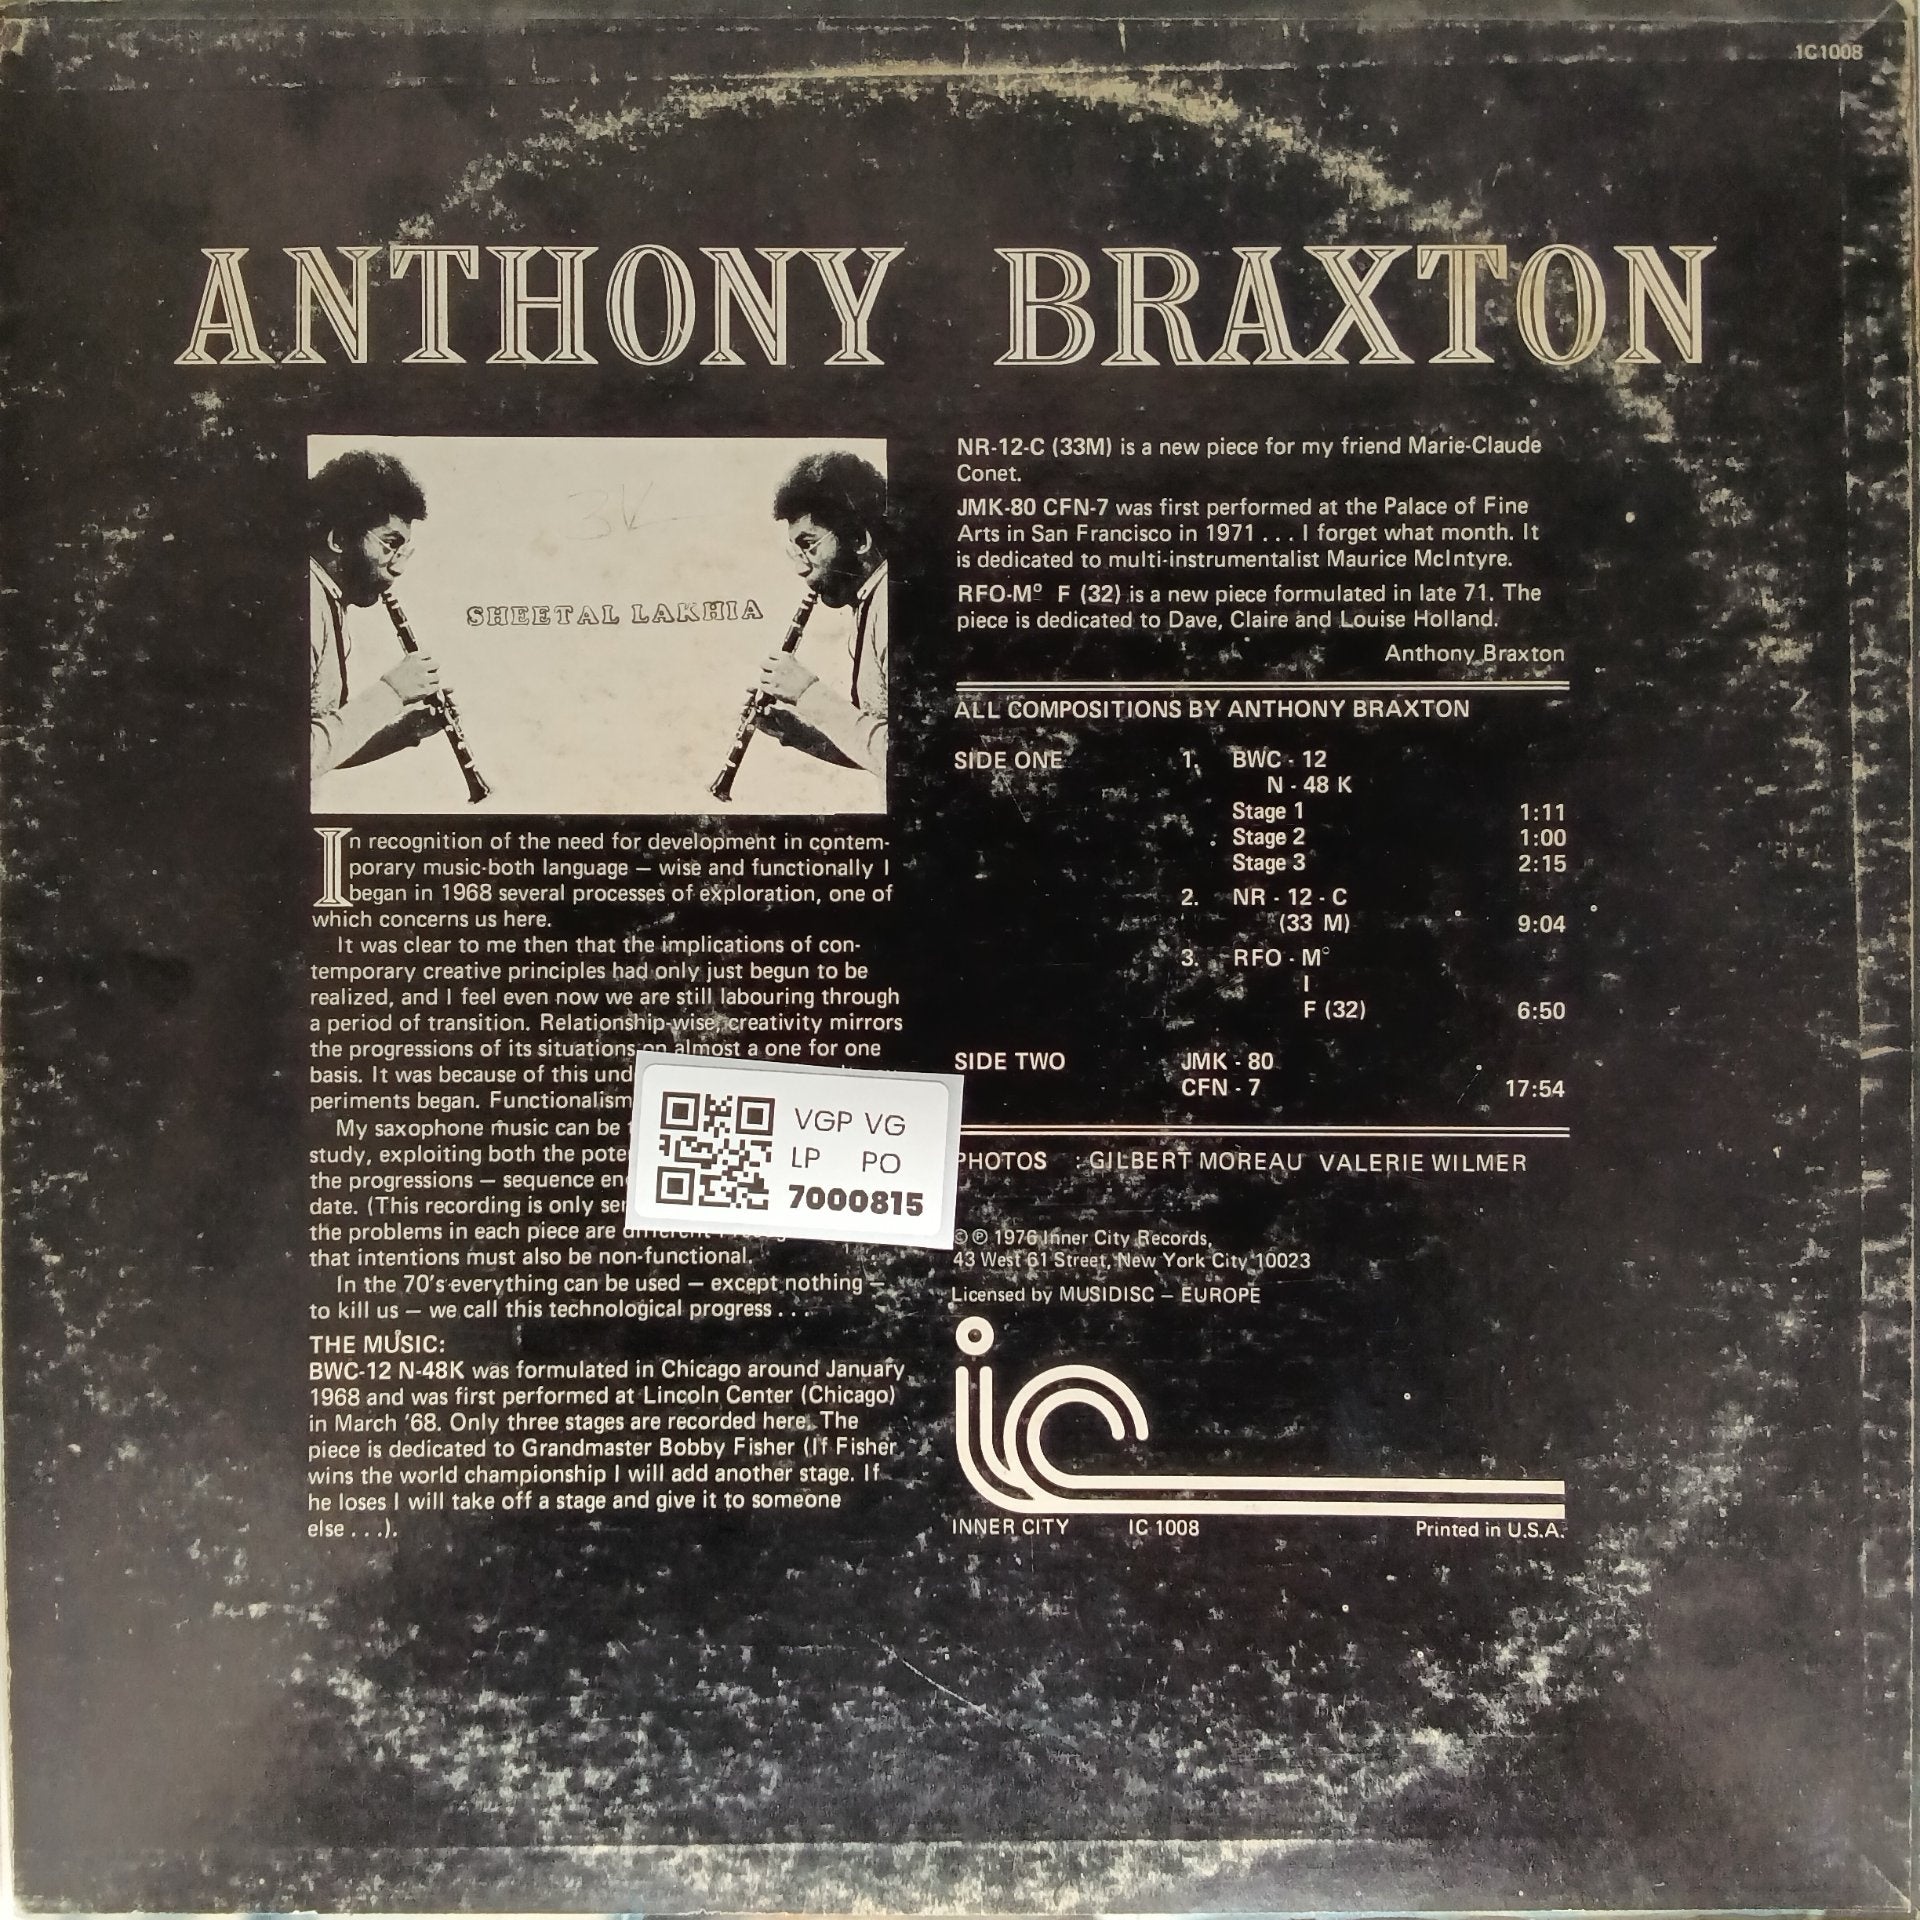 1C1008
ANTHONY BRAXTON
3K
SHEETAL LAKHIA
In recognition of the need for development in contem-
porary music-both language — wise and functionally I
began in 1968 several processes of exploration, one of
which concerns us here.
It was clear to me then that the implications of con-
temporary creative principles had only just begun to be
realized, and I feel even now we are still labouring through
a period of transition. Relationship-wise, creativity mirrors
the progressions of its situations on almost a one for one
basis. It was because of this
periments began. Functionalism
My saxophone music can be
study, exploiting both the
the progressions — sequence
date. (This recording is only
the problems in each piece are different
that intentions must also be non-functional.
In the 70's everything can be used — except nothing —
to kill us — we call this technological progress . . .
THE MUSIC:
BWC-12 N-48K was formulated in Chicago around January
1968 and was first performed at Lincoln Center (Chicago)
in March '68. Only three stages are recorded here. The
piece is dedicated to Grandmaster Bobby Fisher (If Fisher
wins the world championship I will add another stage. If
he loses I will take off a stage and give it to someone
else . . .).
VGP VG
LP PO
7000815
NR-12-C (33M) is a new piece for my friend Marie-Claude
Conet.
JMK-80 CFN-7 was first performed at the Palace of Fine
Arts in San Francisco in 1971 . . . I forget what month. It
is dedicated to multi-instrumentalist Maurice McIntyre.
RFO-M° F (32) is a new piece formulated in late 71. The
piece is dedicated to Dave, Claire and Louise Holland.
Anthony Braxton
ALL COMPOSITIONS BY ANTHONY BRAXTON
SIDE ONE 1. BWC - 12
N - 48 K
Stage 1 1:11
Stage 2 1:00
Stage 3 2:15
2. NR - 12 - C
(33 M) 9:04
3. RFO - M°
I
F (32) 6:50
SIDE TWO JMK - 80
CFN - 7 17:54
PHOTOS : GILBERT MOREAU VALERIE WILMER
© ℗ 1976 Inner City Records,
43 West 61 Street, New York City 10023
Licensed by MUSIDISC — EUROPE
ic
INNER CITY IC 1008 Printed in U.S.A.